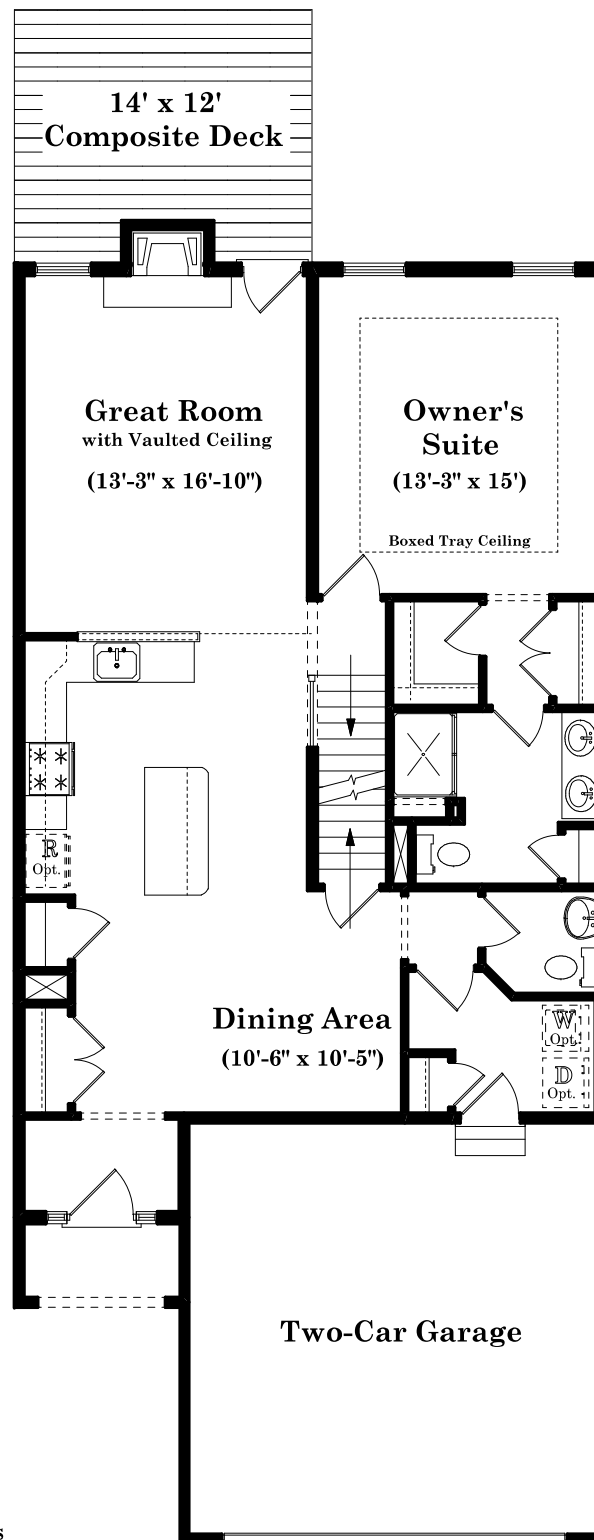 14' x 12'
Composite Deck
Great Room
with Vaulted Ceiling
(13'-3" x 16'-10")
Owner's
Suite
(13'-3" x 15')
Boxed Tray Ceiling
R
Opt.
Dining Area
(10'-6" x 10'-5")
W
Opt.
D
Opt.
Two-Car Garage
s